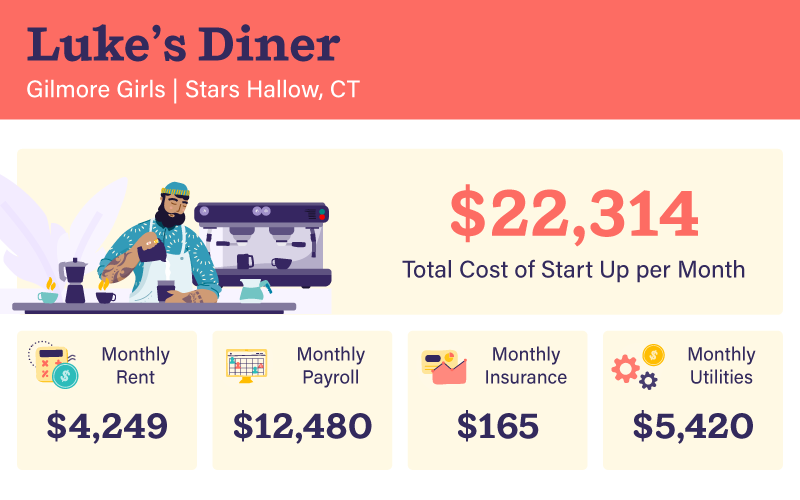 Luke's Diner
Gilmore Girls | Stars Hallow, CT
$22,314
Total Cost of Start Up per Month
Monthly
Rent
$4,249
Monthly
Payroll
$12,480
Monthly
Insurance
$165
Monthly
Utilities
$5,420